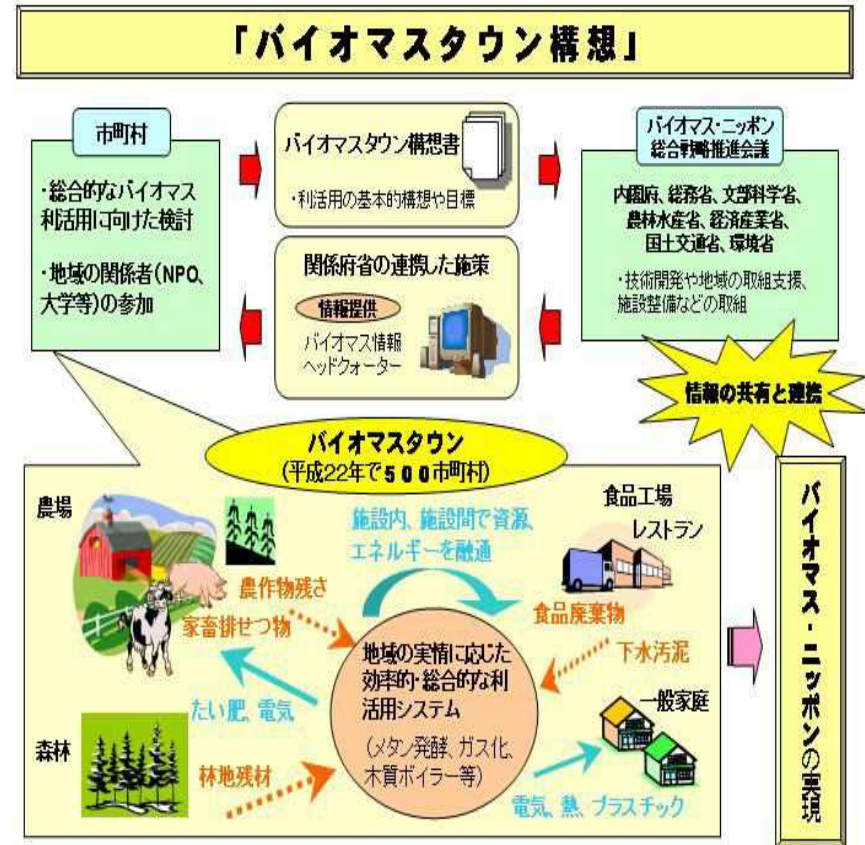 「バイオマスタウン構想」
市町村
・総合的なバイオマス
利活用に向けた検討
・地域の関係者(NPO、
大学等)の参加
バイオマスタウン構想書
・利活用の基本的構想や目標
関係府省の連携した施策
情報提供
バイオマス情報
ヘッドクォーター
バイオマス・ニッポン
総合戦略推進会議
内閣府、総務省、文部科学省、
農林水産省、経済産業省、
国土交通省、環境省
・技術開発や地域の取組支援、
施設整備などの取組
情報の共有と連携
バイオマスタウン
(平成22年で500市町村)
農場
農作物残さ
家畜排せつ物
たい肥、電気
森林
林地残材
施設内、施設間で資源、
エネルギーを融通
地域の実情に応じた
効率的・総合的な利
活用システム
(メタン発酵、ガス化、
木質ボイラー等)
食品工場
レストラン
食品廃棄物
下水汚泥
一般家庭
電気、熱、プラスチック
バイオマス・ニッポンの実現